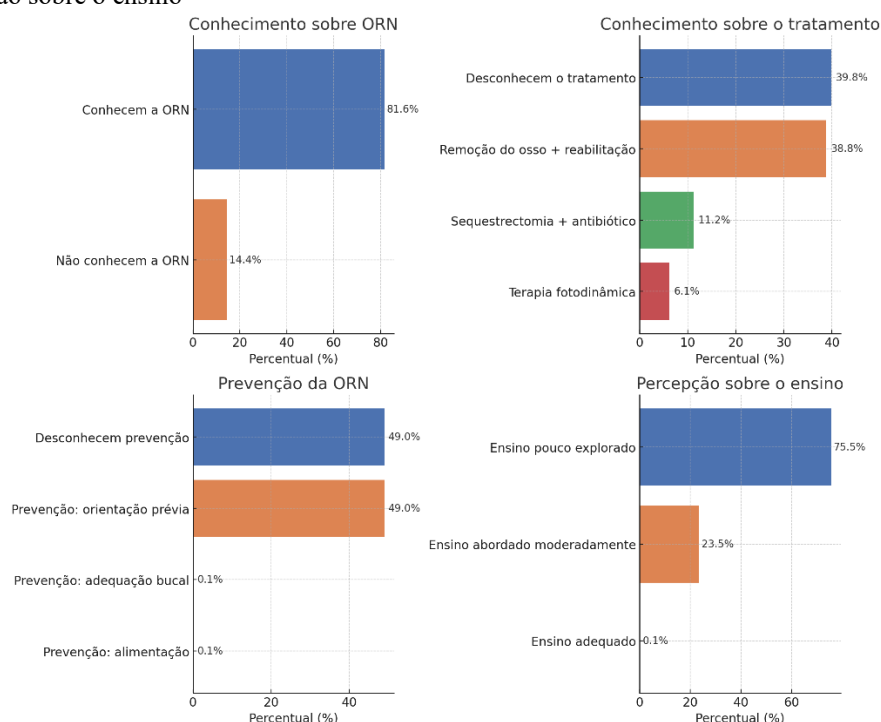 ão sobre o ensino
Conhecimento sobre ORN
Conhecem a ORN
81.6%
Não conhecem a ORN
14.4%
0 20 40 60 80
Percentual (%)
Conhecimento sobre o tratamento
Desconhecem o tratamento
39.8%
Remoção do osso + reabilitação
38.8%
Sequestrectomia + antibiótico
11.2%
Terapia fotodinâmica
6.1%
0 10 20 30 40
Percentual (%)
Prevenção da ORN
Desconhecem prevenção
49.0%
Prevenção: orientação prévia
49.0%
Prevenção: adequação bucal
0.1%
Prevenção: alimentação
0.1%
0 20 40
Percentual (%)
Percepção sobre o ensino
Ensino pouco explorado
75.5%
Ensino abordado moderadamente
23.5%
Ensino adequado
0.1%
0 20 40 60
Percentual (%)